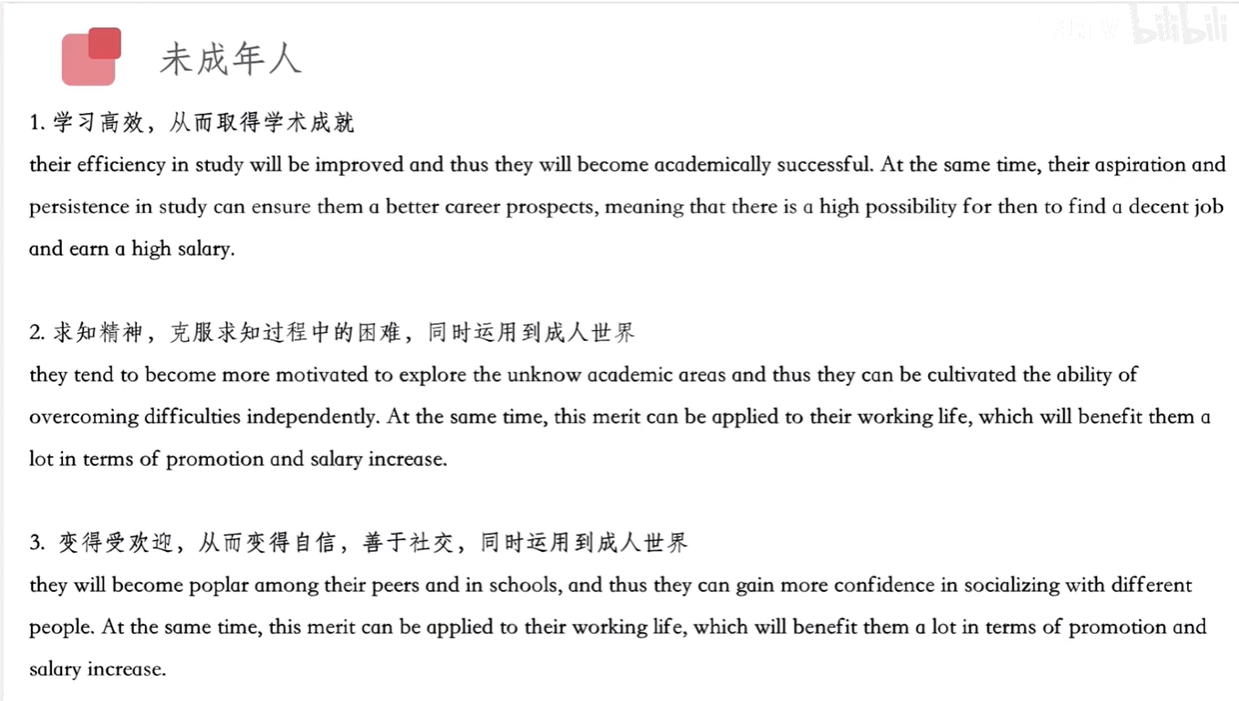 bilibili
未成年人
1. 学习高效，从而取得学术成就
their efficiency in study will be improved and thus they will become academically successful. At the same time, their aspiration and
persistence in study can ensure them a better career prospects, meaning that there is a high possibility for then to find a decent job
and earn a high salary.
2. 求知精神，克服求知过程中的困难，同时运用到成人世界
they tend to become more motivated to explore the unknow academic areas and thus they can be cultivated the ability of
overcoming difficulties independently. At the same time, this merit can be applied to their working life, which will benefit them a
lot in terms of promotion and salary increase.
3. 变得受欢迎，从而变得自信，善于社交，同时运用到成人世界
they will become poplar among their peers and in schools, and thus they can gain more confidence in socializing with different
people. At the same time, this merit can be applied to their working life, which will benefit them a lot in terms of promotion and
salary increase.